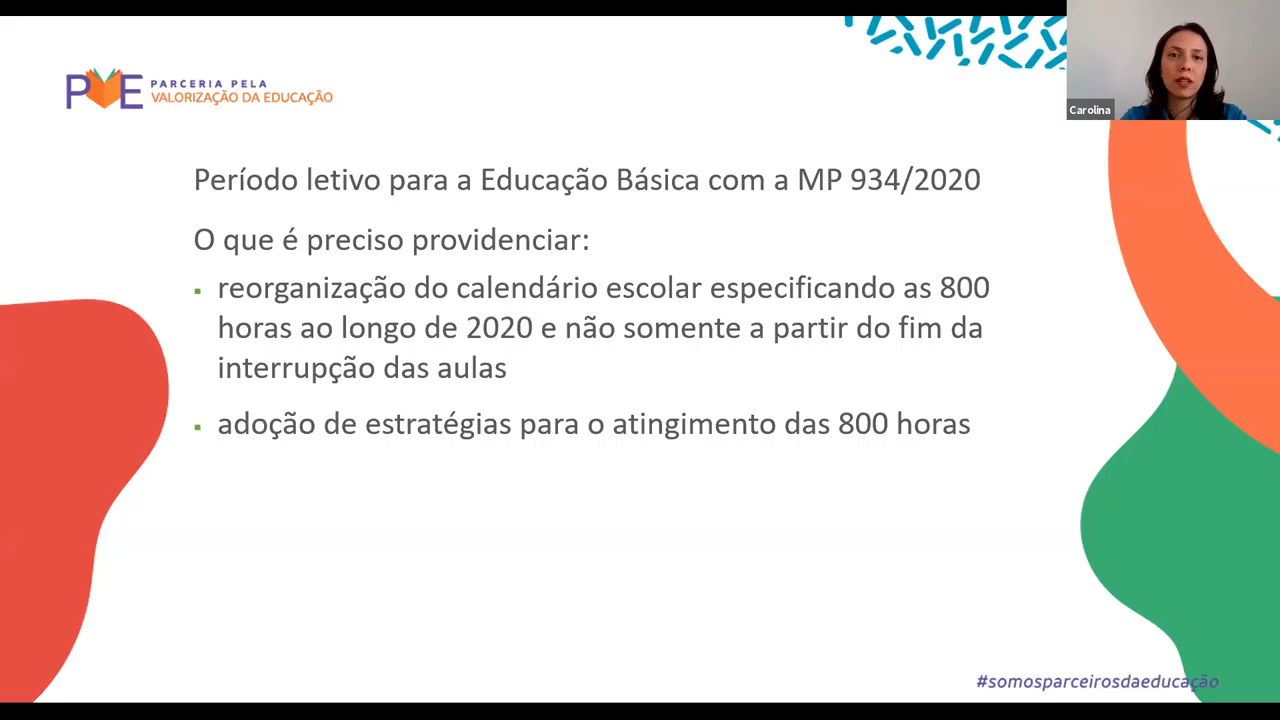 PVE PARCERIA PELA
VALORIZAÇÃO DA EDUCAÇÃO
Carolina
Período letivo para a Educação Básica com a MP 934/2020
O que é preciso providenciar:
▪ reorganização do calendário escolar especificando as 800
horas ao longo de 2020 e não somente a partir do fim da
interrupção das aulas
▪ adoção de estratégias para o atingimento das 800 horas
#somosparceirosdaeducação